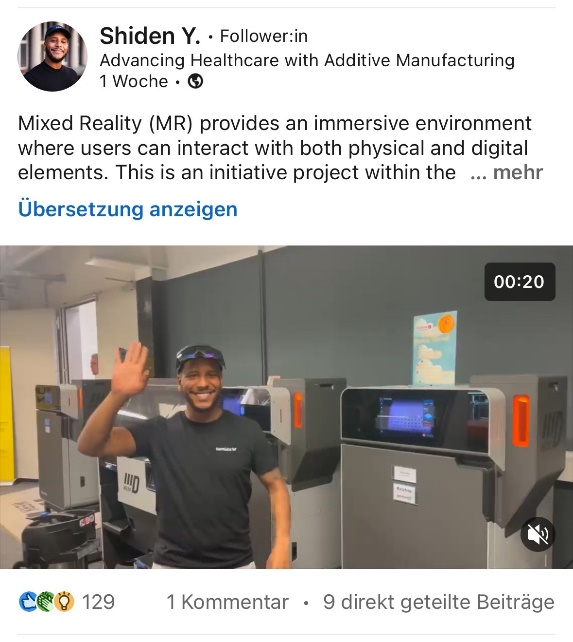 Shiden Y. • Follower:in
Advancing Healthcare with Additive Manufacturing
1 Woche •
Mixed Reality (MR) provides an immersive environment
where users can interact with both physical and digital
elements. This is an initiative project within the ... mehr
Übersetzung anzeigen
00:20
129
1 Kommentar • 9 direkt geteilte Beiträge